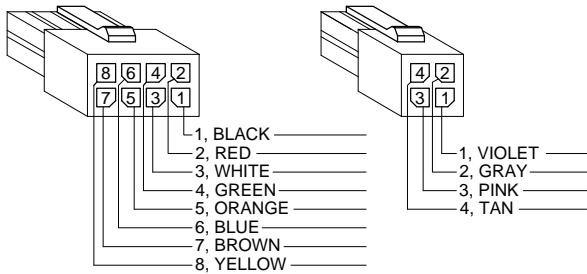 8 6 4 2
7 5 3 1
1, BLACK
2, RED
3, WHITE
4, GREEN
5, ORANGE
6, BLUE
7, BROWN
8, YELLOW
4 2
3 1
1, VIOLET
2, GRAY
3, PINK
4, TAN